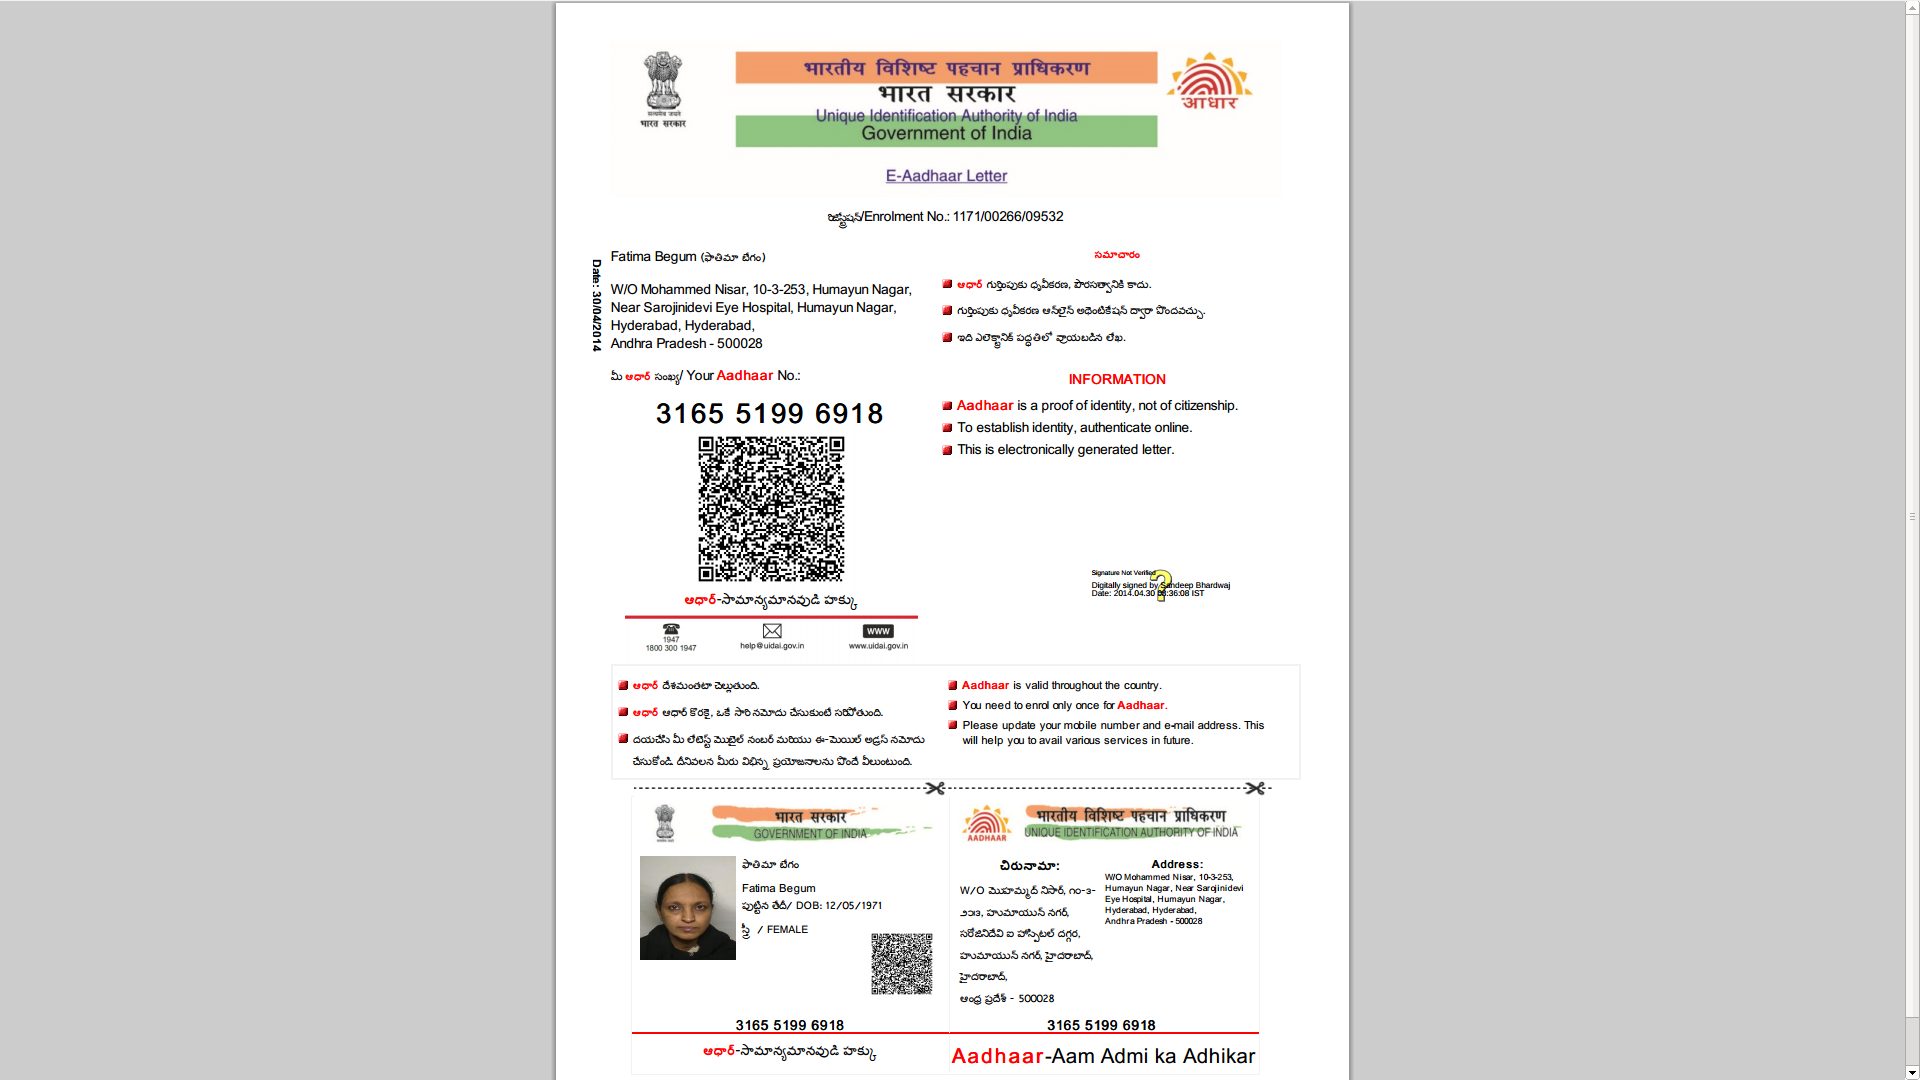 भारतीय विशिष्ट पहचान प्राधिकरण
भारत सरकार
Unique Identification Authority of India
Government of India
सत्यमेव जयते
भारत सरकार
आधार
E-Aadhaar Letter
రిజిస్ట్రేషన్/Enrolment No.: 1171/00266/09532
Date: 30/04/2014
Fatima Begum (ఫాతిమా బేగం)
W/O Mohammed Nisar, 10-3-253, Humayun Nagar,
Near Sarojinidevi Eye Hospital, Humayun Nagar,
Hyderabad, Hyderabad,
Andhra Pradesh - 500028
మీ ఆధార్ సంఖ్య/ Your Aadhaar No.:
3165 5199 6918
ఆధార్-సామాన్యమానవుడి హక్కు
1947
1800 300 1947
help@uidai.gov.in
WWW
www.uidai.gov.in
సమాచారం
ఆధార్ గుర్తింపుకు ధృవీకరణ, పౌరసత్వానికి కాదు.
గుర్తింపుకు ధృవీకరణ ఆన్‌లైన్ అథెంటికేషన్ ద్వారా పొందవచ్చు.
ఇది ఎలెక్ట్రానిక్ పద్ధతిలో వ్రాయబడిన లేఖ.
INFORMATION
Aadhaar is a proof of identity, not of citizenship.
To establish identity, authenticate online.
This is electronically generated letter.
Signature Not Verified
Digitally signed by Sandeep Bhardwaj
Date: 2014.04.30 :36:08 IST
ఆధార్ దేశమంతటా చెల్లుతుంది.
ఆధార్ ఆధార్ కొరకై, ఒకే సారి నమోదు చేసుకుంటే సరిపోతుంది.
దయచేసి మీ లేటెస్ట్ మొబైల్ నంబర్ మరియు ఈ-మెయిల్ అడ్రస్ నమోదు
చేసుకోండి. దీనివలన మీరు విభిన్న ప్రయోజనాలను పొందే వీలుంటుంది.
Aadhaar is valid throughout the country.
You need to enrol only once for Aadhaar.
Please update your mobile number and e-mail address. This
will help you to avail various services in future.
भारत सरकार
GOVERNMENT OF INDIA
ఫాతిమా బేగం
Fatima Begum
పుట్టిన తేదీ/ DOB: 12/05/1971
స్త్రీ / FEMALE
3165 5199 6918
ఆధార్-సామాన్యమానవుడి హక్కు
AADHAAR
भारतीय विशिष्ट पहचान प्राधिकरण
UNIQUE IDENTIFICATION AUTHORITY OF INDIA
చిరునామా:
W/O మొహమ్మద్ నిసార్, ౧౦-౩-
౨౫౩, హుమాయున్ నగర్,
సరోజినిదేవి ఐ హాస్పిటల్ దగ్గర,
హుమాయున్ నగర్, హైదరాబాద్,
హైదరాబాద్,
ఆంధ్ర ప్రదేశ్ - 500028
Address:
W/O Mohammed Nisar, 10-3-253,
Humayun Nagar, Near Sarojinidevi
Eye Hospital, Humayun Nagar,
Hyderabad, Hyderabad,
Andhra Pradesh - 500028
3165 5199 6918
Aadhaar-Aam Admi ka Adhikar